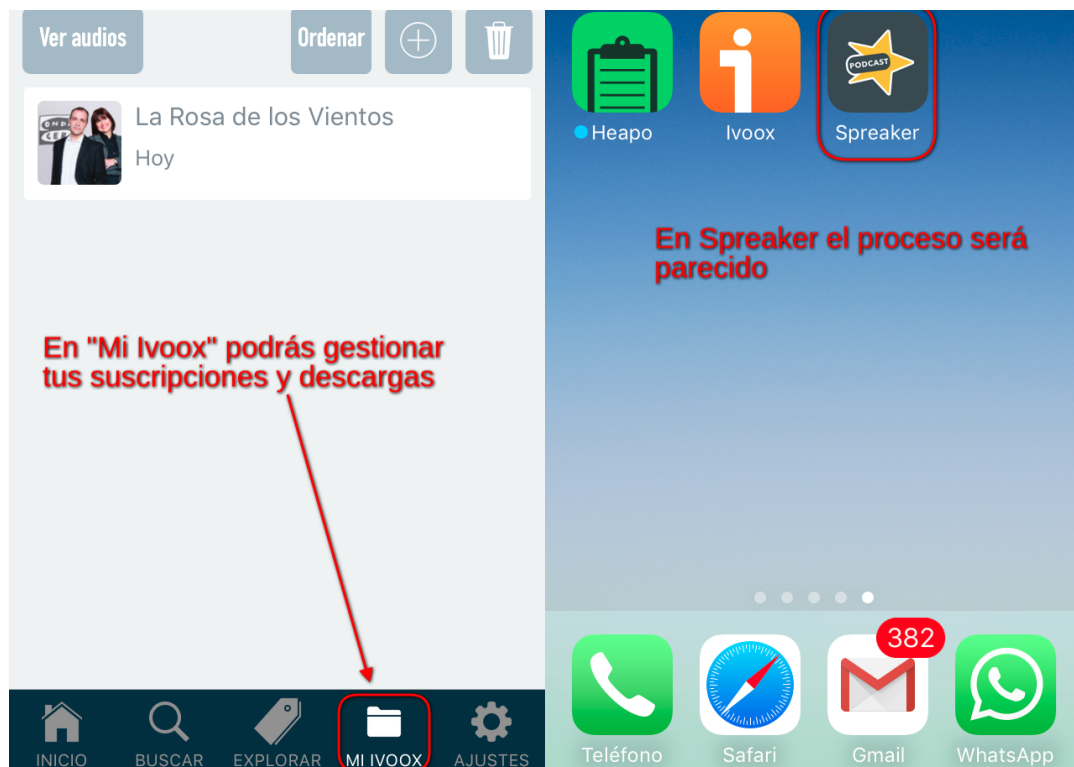 Ver audios
Ordenar
La Rosa de los Vientos
Hoy
En "Mi Ivoox" podrás gestionar
tus suscripciones y descargas
INICIO
BUSCAR
EXPLORAR
MI IVOOX
AJUSTES
PODCAST
Heapo
Ivoox
Spreaker
En Spreaker el proceso será
parecido
382
Teléfono
Safari
Gmail
WhatsApp